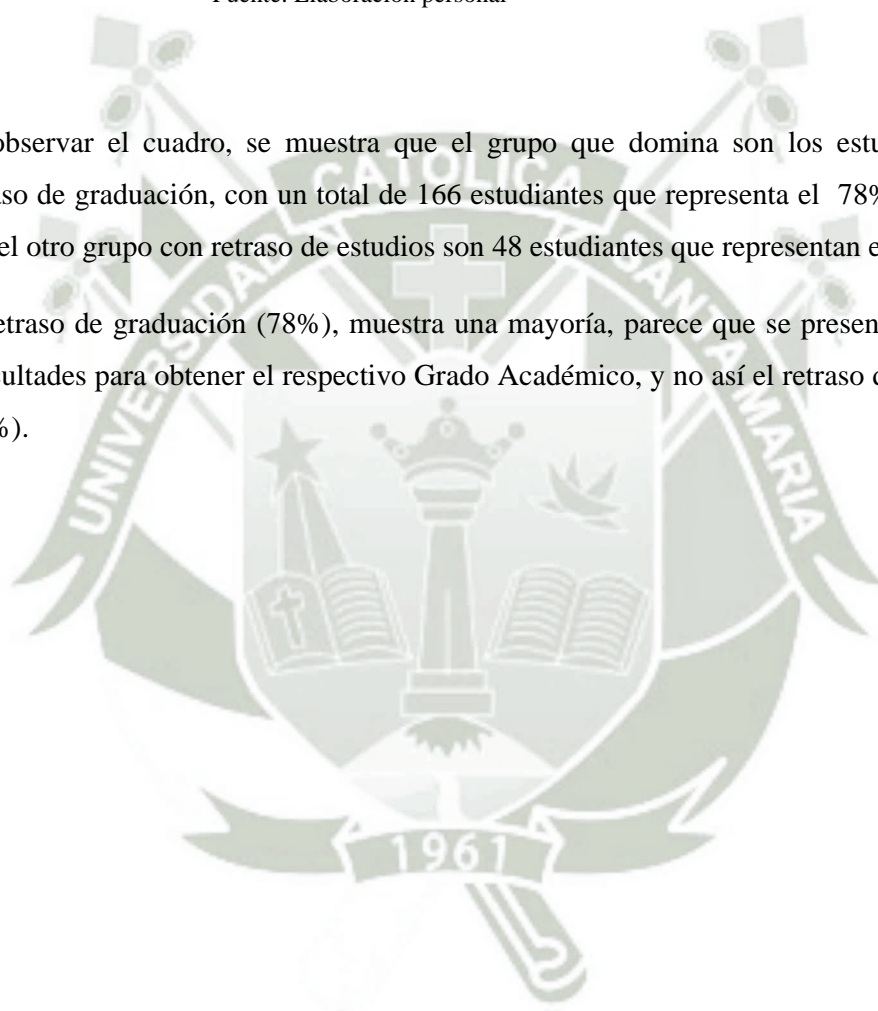 Fuente: Elaboración personal
observar el cuadro, se muestra que el grupo que domina son los estu
aso de graduación, con un total de 166 estudiantes que representa el 78%
el otro grupo con retraso de estudios son 48 estudiantes que representan e
etraso de graduación (78%), muestra una mayoría, parece que se presen
cultades para obtener el respectivo Grado Académico, y no así el retraso d
%).
UNIVERSIDAD CATOLICA SANTA MARIA
1961